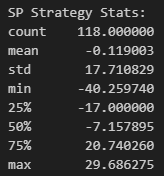 SP Strategy Stats:
count    118.000000
mean      -0.119003
std       17.710829
min      -40.259740
25%      -17.000000
50%       -7.157895
75%       20.740260
max       29.686275